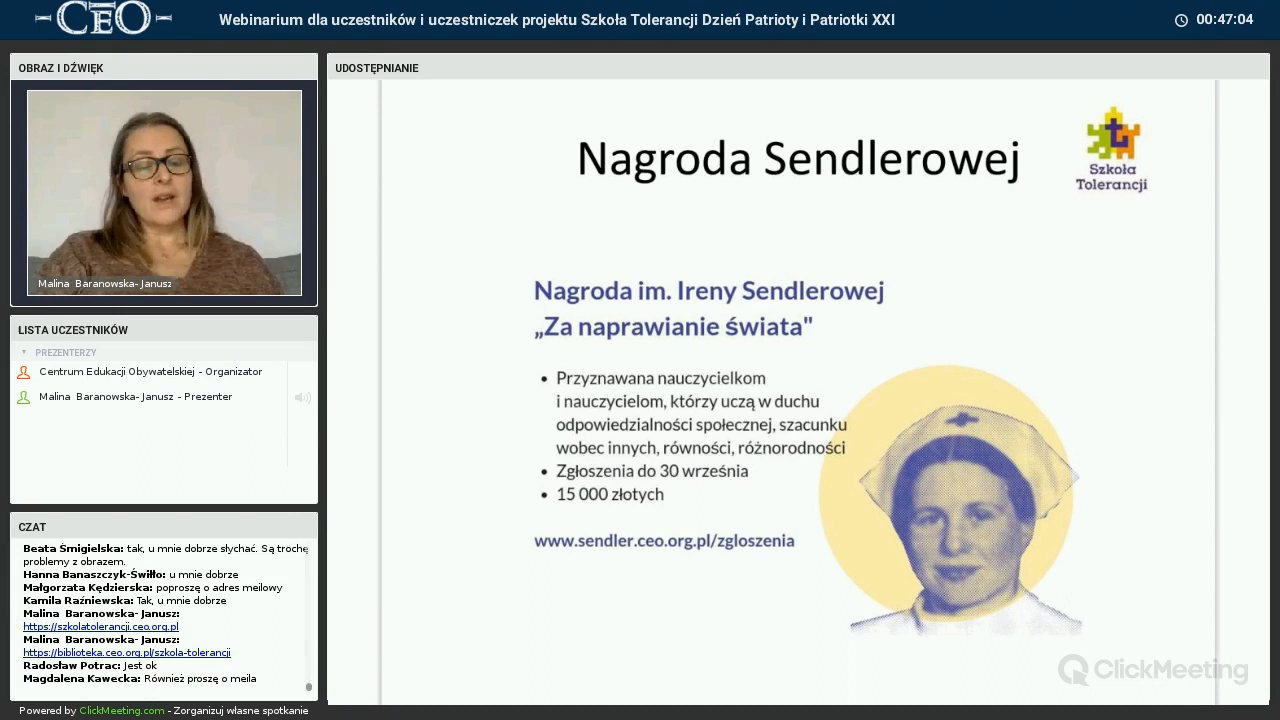 CEO
Webinarium dla uczestników i uczestniczek projektu Szkoła Tolerancji Dzień Patrioty i Patriotki XXI
00:47:04
OBRAZ I DŹWIĘK
Malina Baranowska- Janusz
LISTA UCZESTNIKÓW
PREZENTERZY
Centrum Edukacji Obywatelskiej - Organizator
Malina Baranowska- Janusz - Prezenter
CZAT
Beata Śmigielska: tak, u mnie dobrze słychać. Są trochę
problemy z obrazem.
Hanna Banaszczyk-Świłło: u mnie dobrze
Małgorzata Kędzierska: poproszę o adres meilowy
Kamila Raźniewska: Tak, u mnie dobrze
Malina Baranowska- Janusz:
https://szkolatolerancji.ceo.org.pl
Malina Baranowska- Janusz:
https://biblioteka.ceo.org.pl/szkola-tolerancji
Radosław Potrac: Jest ok
Magdalena Kawecka: Również proszę o meila
Powered by ClickMeeting.com - Zorganizuj własne spotkanie
UDOSTĘPNIANIE
Nagroda Sendlerowej
Szkoła
Tolerancji
Nagroda im. Ireny Sendlerowej
„Za naprawianie świata"
• Przyznawana nauczycielkom
i nauczycielom, którzy uczą w duchu
odpowiedzialności społecznej, szacunku
wobec innych, równości, różnorodności
• Zgłoszenia do 30 września
• 15 000 złotych
www.sendler.ceo.org.pl/zgloszenia
ClickMeeting